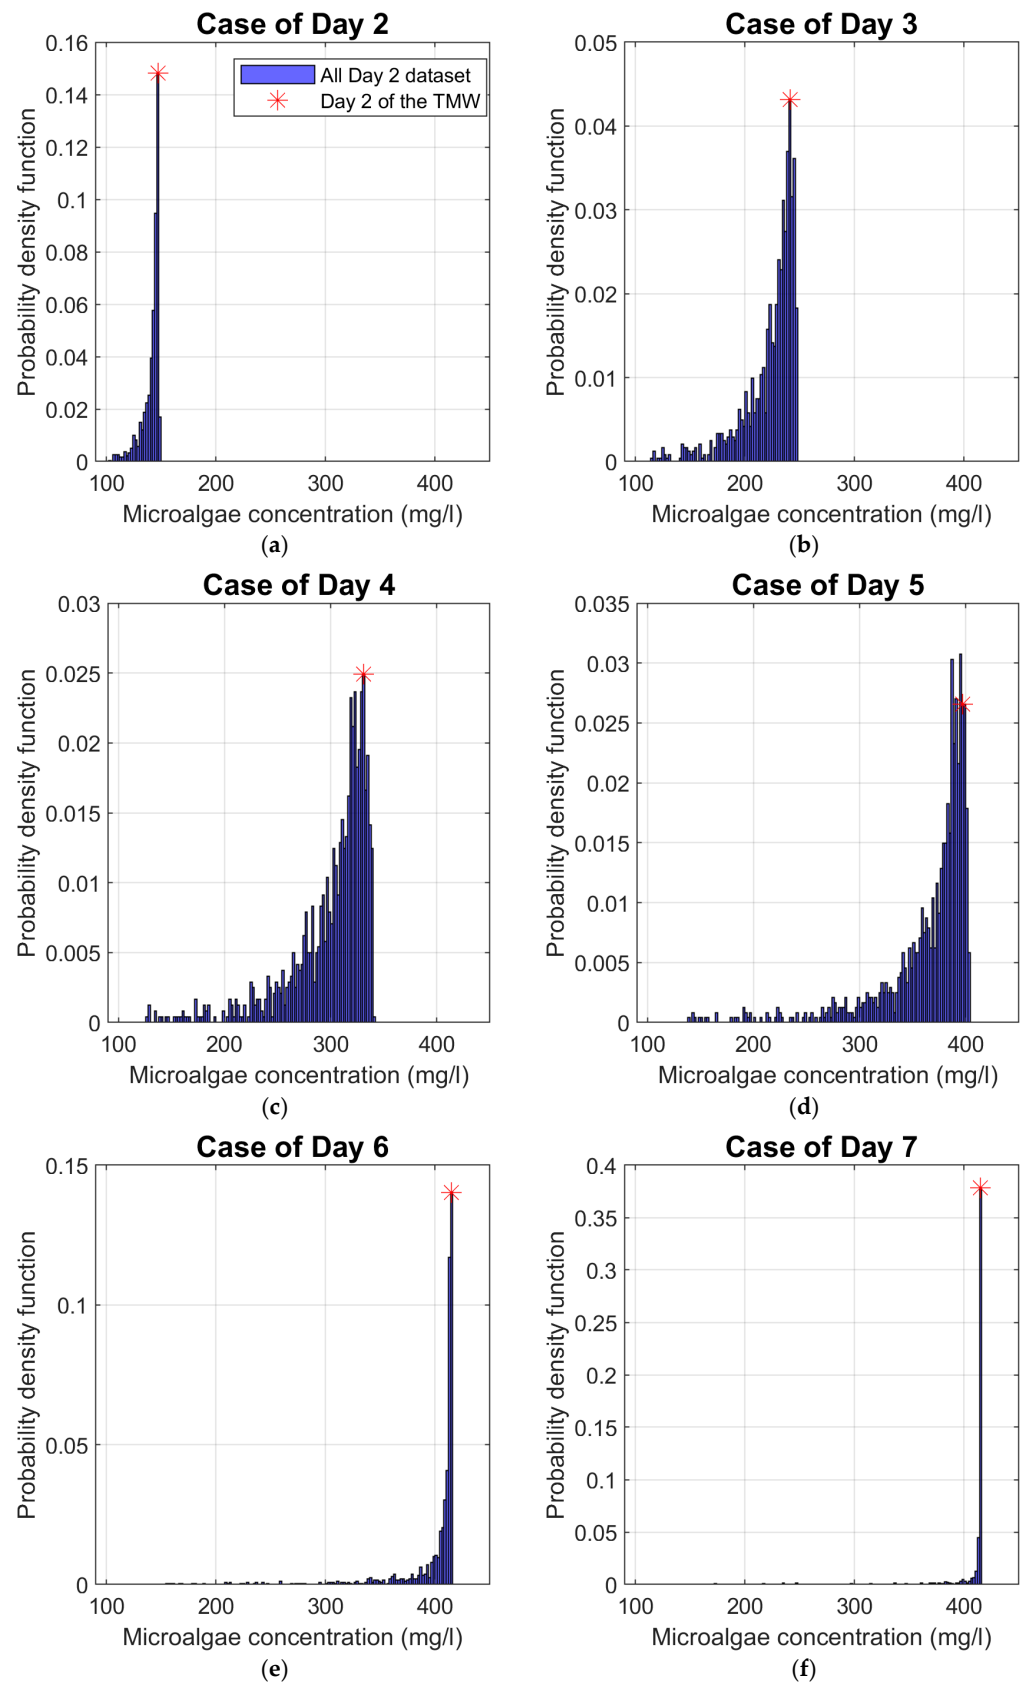 Case of Day 2
0.16
0.14
0.12
0.1
0.08
0.06
0.04
0.02
0
100 200 300 400
Probability density function
Microalgae concentration (mg/l)
All Day 2 dataset
Day 2 of the TMW
(a)
Case of Day 3
0.05
0.04
0.03
0.02
0.01
0
100 200 300 400
Probability density function
Microalgae concentration (mg/l)
(b)
Case of Day 4
0.03
0.025
0.02
0.015
0.01
0.005
0
100 200 300 400
Probability density function
Microalgae concentration (mg/l)
(c)
Case of Day 5
0.035
0.03
0.025
0.02
0.015
0.01
0.005
0
100 200 300 400
Probability density function
Microalgae concentration (mg/l)
(d)
Case of Day 6
0.15
0.1
0.05
0
100 200 300 400
Probability density function
Microalgae concentration (mg/l)
(e)
Case of Day 7
0.4
0.35
0.3
0.25
0.2
0.15
0.1
0.05
0
100 200 300 400
Probability density function
Microalgae concentration (mg/l)
(f)